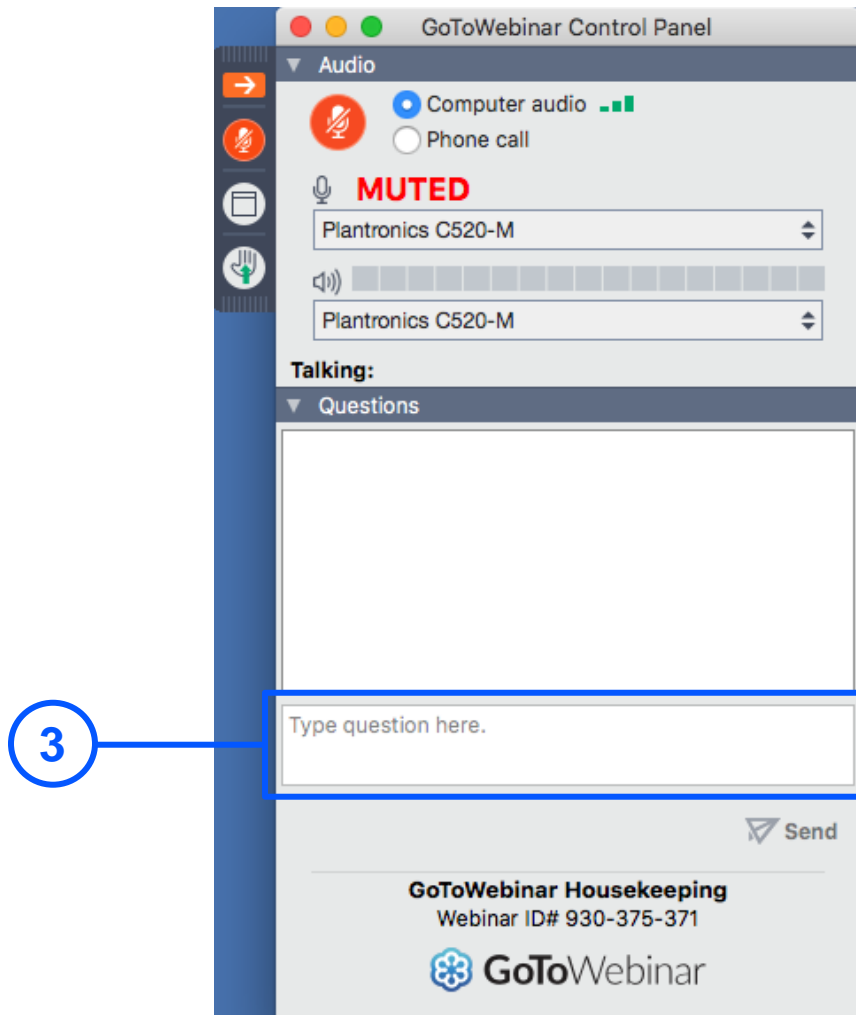 GoToWebinar Control Panel
Audio
Computer audio
Phone call
MUTED
Plantronics C520-M
Plantronics C520-M
Talking:
Questions
3
Type question here.
Send
GoToWebinar Housekeeping
Webinar ID# 930-375-371
GoToWebinar